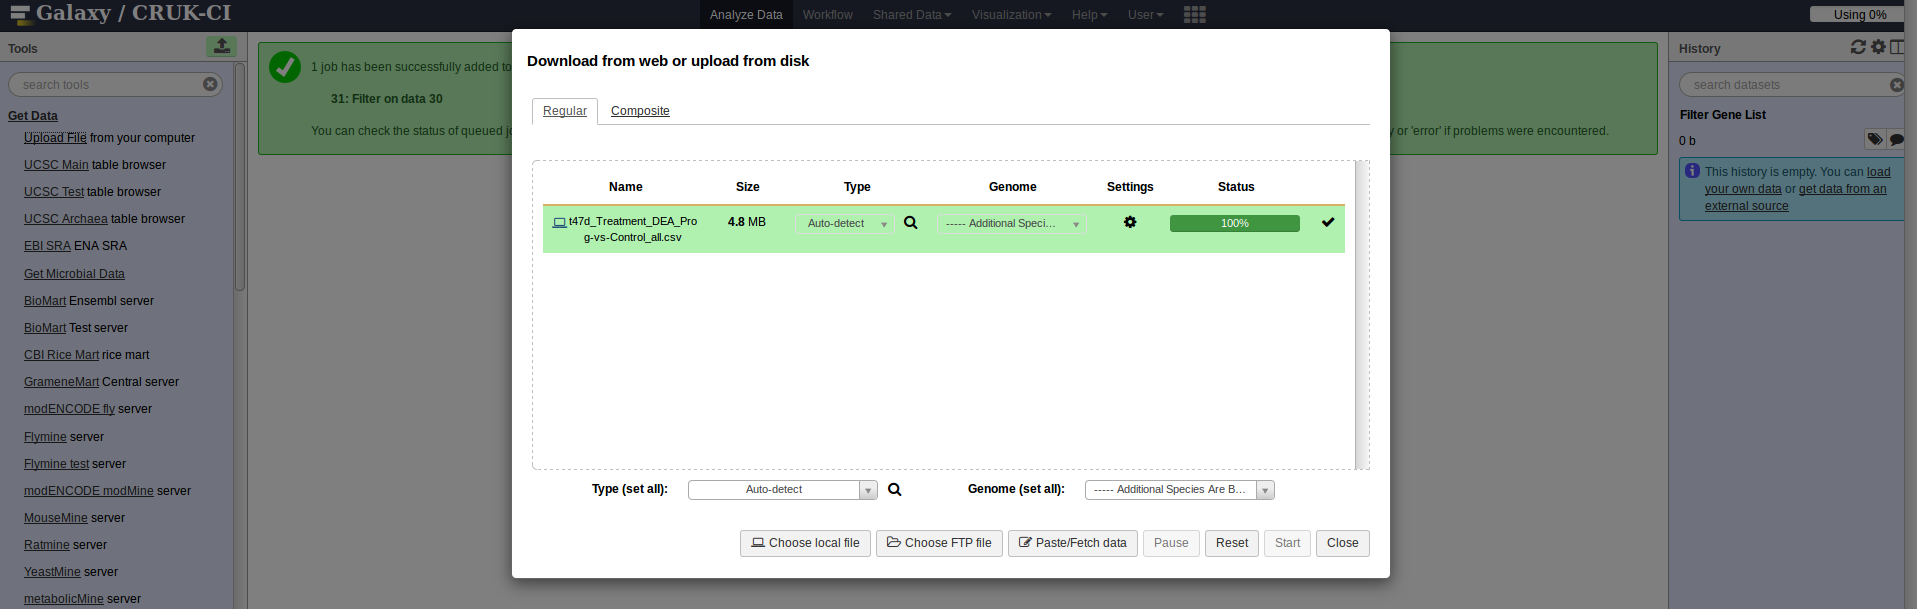 Galaxy / CRUK-CI
Analyze Data
Workflow
Shared Data
Visualization
Help
User
Using 0%
Tools
search tools
Get Data
Upload File from your computer
UCSC Main table browser
UCSC Test table browser
UCSC Archaea table browser
EBI SRA ENA SRA
Get Microbial Data
BioMart Ensembl server
BioMart Test server
CBI Rice Mart rice mart
GrameneMart Central server
modENCODE fly server
Flymine server
Flymine test server
modENCODE modMine server
MouseMine server
Ratmine server
YeastMine server
metabolicMine server
1 job has been successfully added to
31: Filter on data 30
You can check the status of queued
or 'error' if problems were encountered.
Download from web or upload from disk
Regular
Composite
Name
Size
Type
Genome
Settings
Status
t47d_Treatment_DEA_Pro
g-vs-Control_all.csv
4.8 MB
Auto-detect
----- Additional Speci...
100%
Type (set all):
Auto-detect
Genome (set all):
----- Additional Species Are B...
Choose local file
Choose FTP file
Paste/Fetch data
Pause
Reset
Start
Close
History
search datasets
Filter Gene List
0 b
This history is empty. You can load
your own data or get data from an
external source